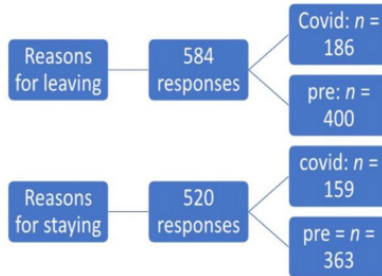 Reasons
for leaving
584
responses
Covid: n =
186
pre: n =
400
Reasons
for staying
520
responses
covid: n =
159
pre = n =
363